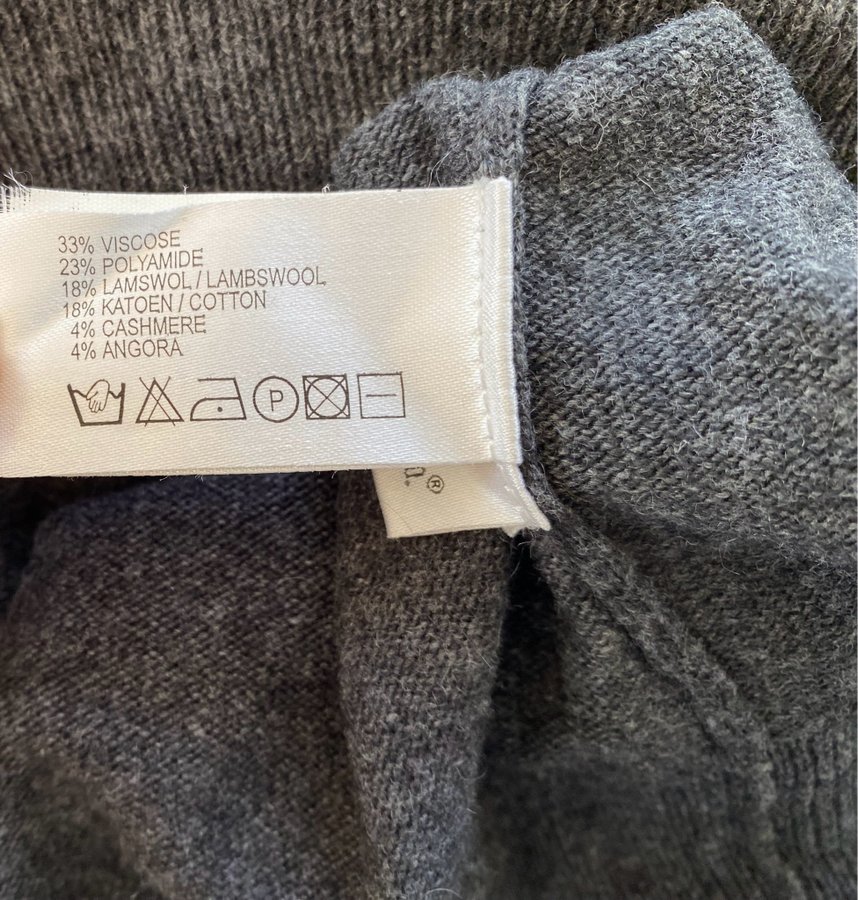 33% VISCOSE
23% POLYAMIDE
18% LAMSWOL / LAMBSWOOL
18% KATOEN / COTTON
4% CASHMERE
4% ANGORA
P
®